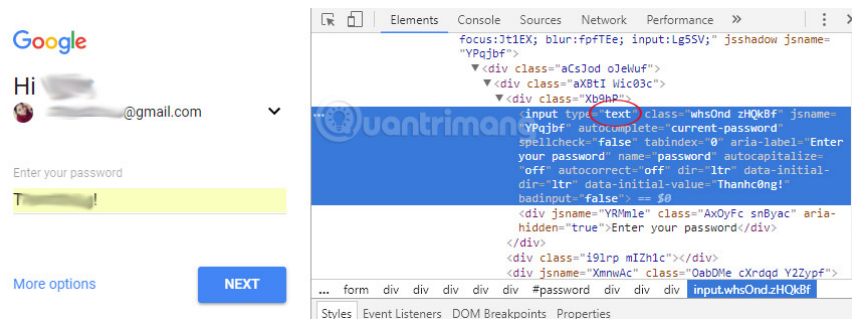 Google
Hi
@gmail.com
Enter your password
T !
More options
NEXT
Elements Console Sources Network Performance »
focus:Jt1EX; blur:fpfTEe; input:Lg5SV;" jsshadow jsname=
"YPqjbf">
▼<div class="aCsJod oJeWuf">
▼<div class="aXBtI Wic03c">
▼<div class="Xb9hP">
<input type="text" class="whsOnd zHQkBf" jsname=
"YPqjbf" autocomplete="current-password"
spellcheck="false" tabindex="0" aria-label="Enter
your password" name="password" autocapitalize=
"off" autocorrect="off" dir="ltr" data-initial-
dir="ltr" data-initial-value="Thanhc0ng!"
badinput="false"> == $0
<div jsname="YRMmle" class="AxOyFc snByac" aria-
hidden="true">Enter your password</div>
</div>
<div class="i9lrp mIZh1c"></div>
<div jsname="XmnwAc" class="OabDMe cXrdqd Y2Zypf">
... form div div div div div #password div div div input.whsOnd.zHQkBf
Styles Event Listeners DOM Breakpoints Properties
Quantrimang